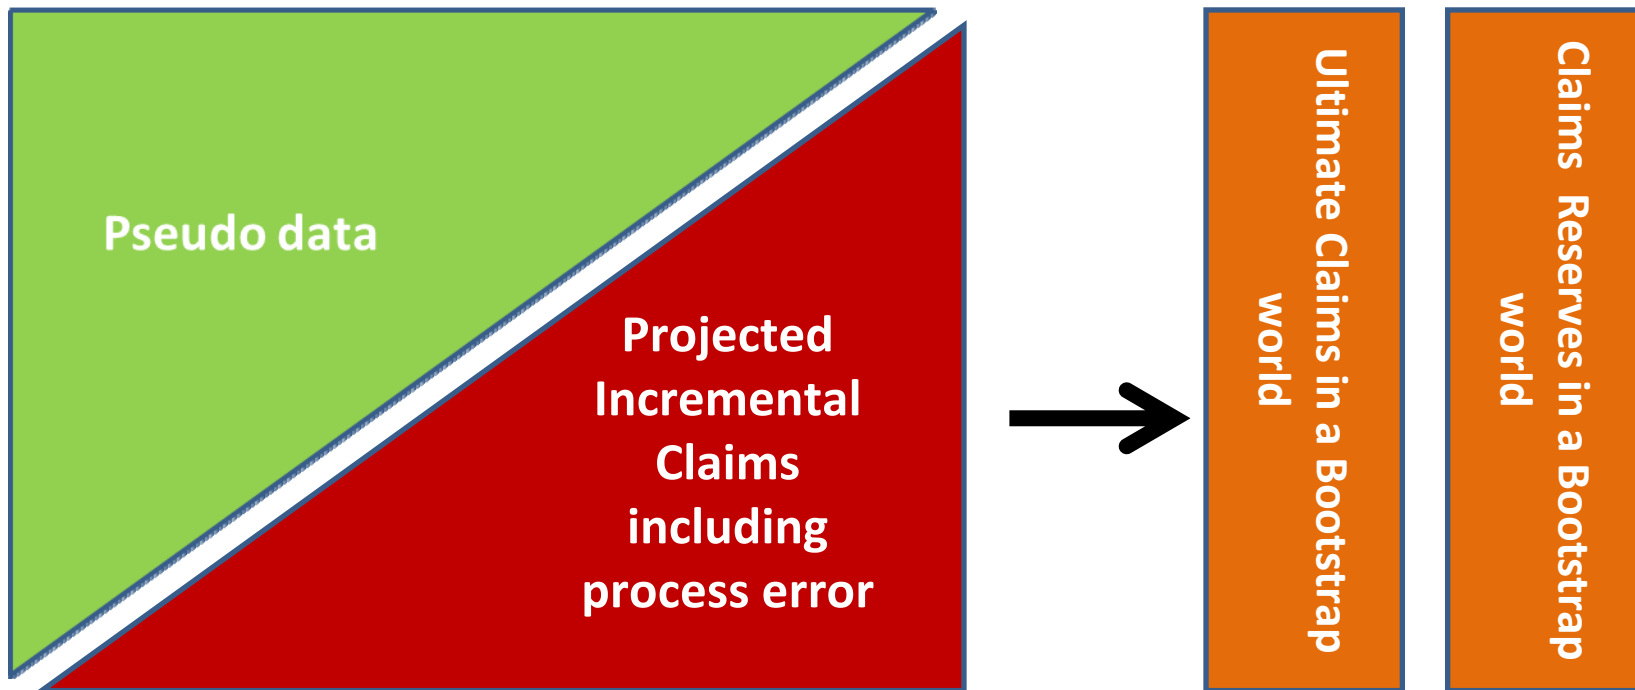 Pseudo data
Projected
Incremental
Claims
including
process error
Ultimate Claims in a Bootstrap
world
Claims  Reserves in a Bootstrap
world